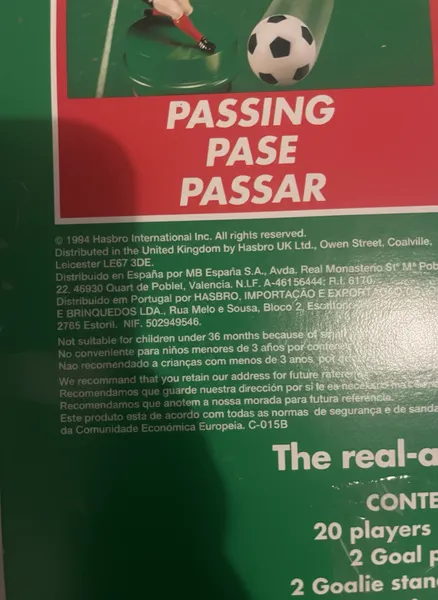 PASSING
PASE
PASSAR
© 1994 Hasbro International Inc. All rights reserved.
Distributed in the United Kingdom by Hasbro UK Ltd., Owen Street, Coalville,
Leicester LE67 3DE.
Distribuido en España por MB España S.A., Avda. Real Monasterio Stª Mª Pob
22. 46930 Quart de Poblet, Valencia. N.I.F. A-46156444; R.I. 6170
Distribuido em Portugal por HASBRO, IMPORTAÇÃO E EXPORT
E BRINQUEDOS LDA., Rua Melo e Sousa, Bloco 2, Escritor
2765 Estoril. NIF. 502949546.
Not suitable for children under 36 months because of small
No conveniente para niños menores de 3 años por conten
Nao recomendado a crianças com menos de 3 anos, por
We recommend that you retain our address for future refere
Recomendamos que guarde nuestra dirección por si le es
Recomendamos que anotem a nossa morada para futura referência.
Este producto está de acordo com todas as normas de segurança e de
da Comunidade Económica Europeia. C-015B
The real-a
CONTE
20 players
2 Goal p
2 Goalie stan